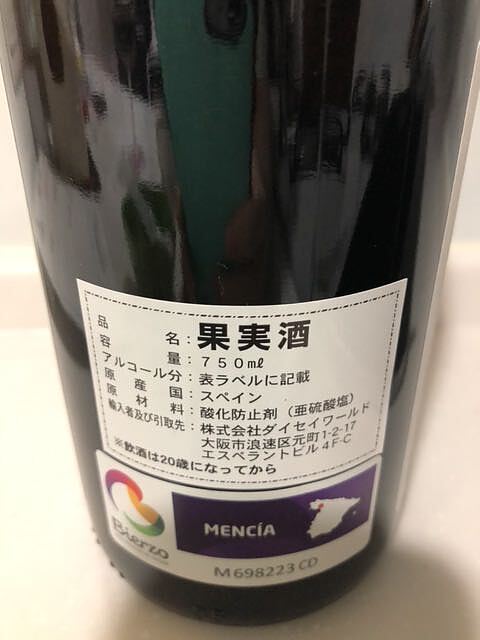 品名：果実酒
容量：７５０㎖
アルコール分：表ラベルに記載
原産国：スペイン
原材料：酸化防止剤（亜硫酸塩）
輸入者及び引取先：株式会社ダイセイワールド
大阪市浪速区元町1-2-17
エスペラントビル４F-C
※飲酒は20歳になってから
Bierzo
MENCÍA
M698223 CD